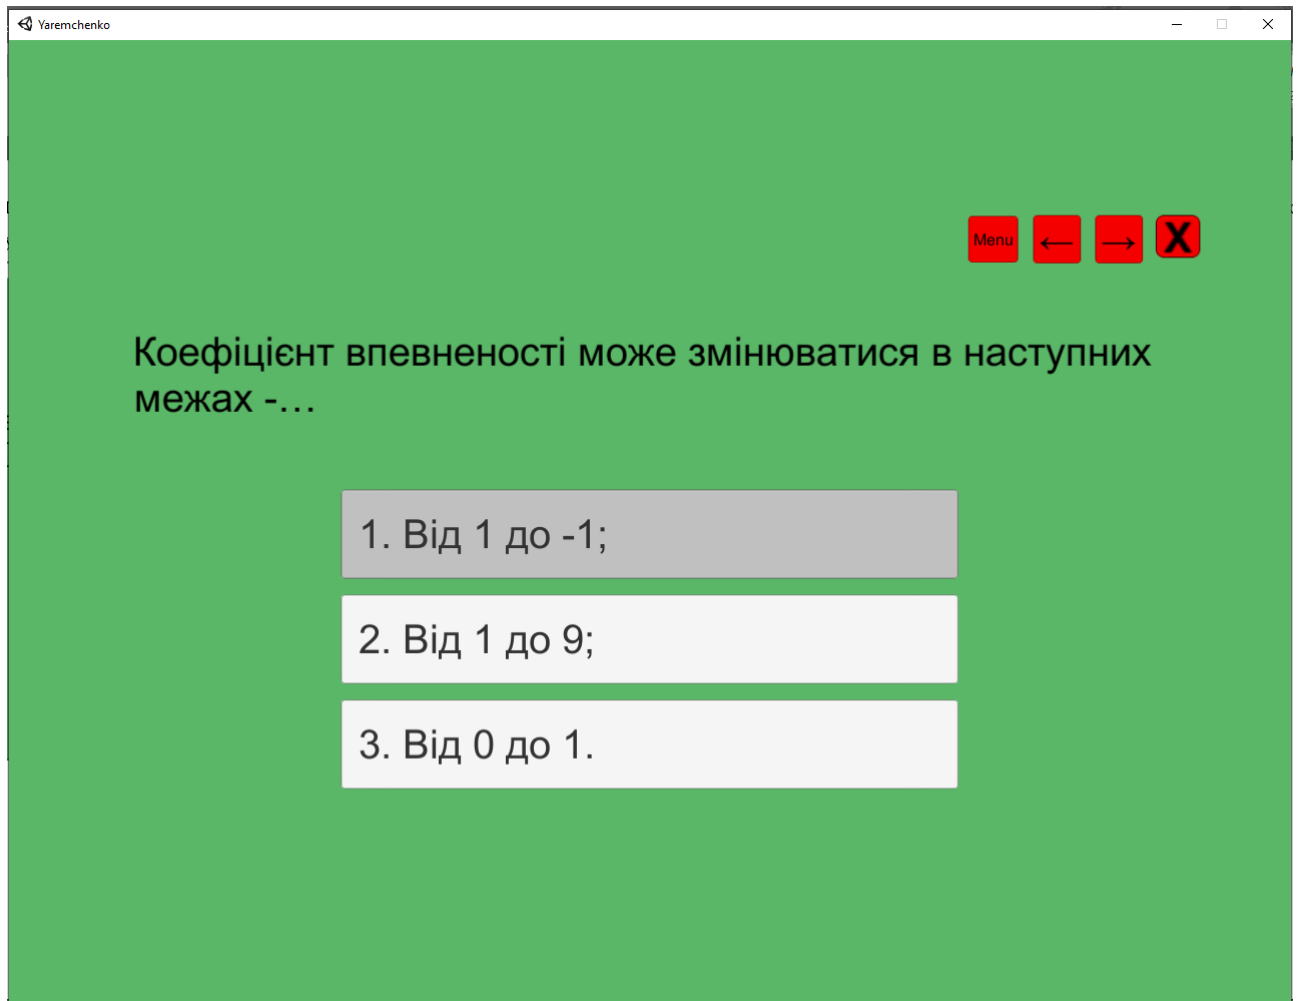 Yaremchenko
Menu ← → X
Коефіцієнт впевненості може змінюватися в наступних
межах -…
1. Від 1 до -1;
2. Від 1 до 9;
3. Від 0 до 1.